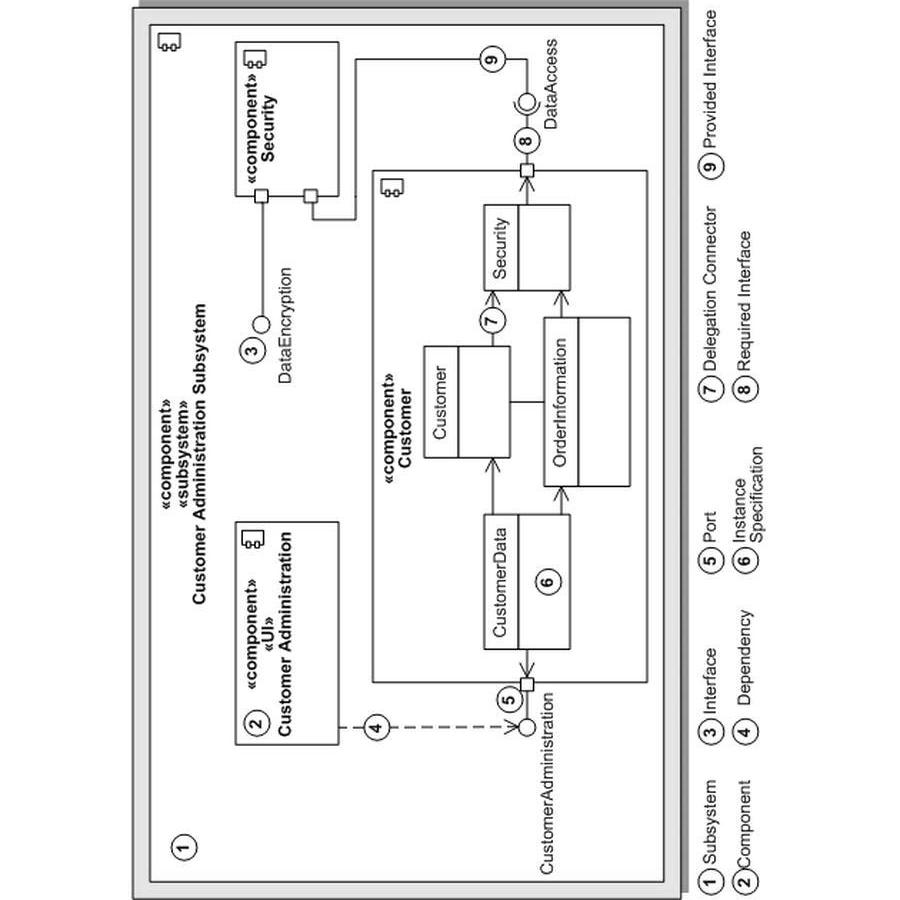 «component»
«subsystem»
Customer Administration Subsystem
1
2
«component»
«UI»
Customer Administration
3
DataEncryption
«component»
Security
4
«component»
Customer
Customer
7
Security
9
CustomerData
6
OrderInformation
5
8
CustomerAdministration
DataAccess
1 Subsystem
3 Interface
5 Port
7 Delegation Connector
9 Provided Interface
2 Component
4 Dependency
6 Instance
Specification
8 Required Interface